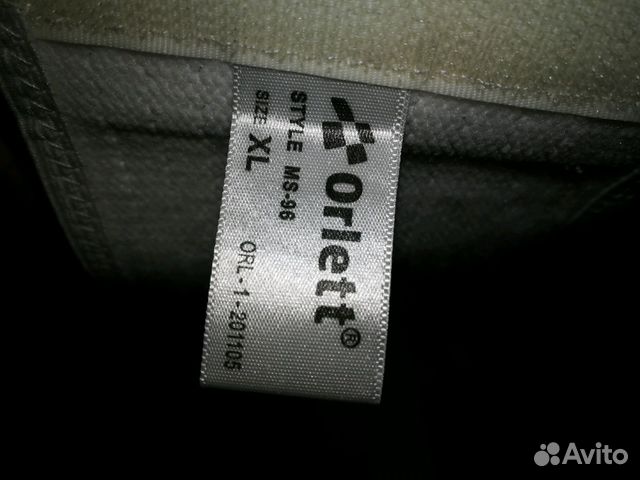 Orlett®
STYLE MS-96
SIZE XL
ORL-1-201105
Avito